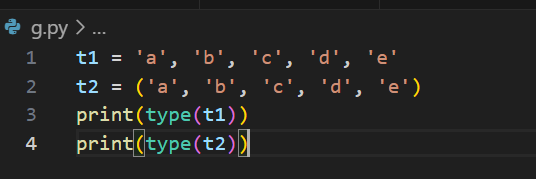 g.py > ...
1 t1 = 'a', 'b', 'c', 'd', 'e'
2 t2 = ('a', 'b', 'c', 'd', 'e')
3 print(type(t1))
4 print(type(t2))